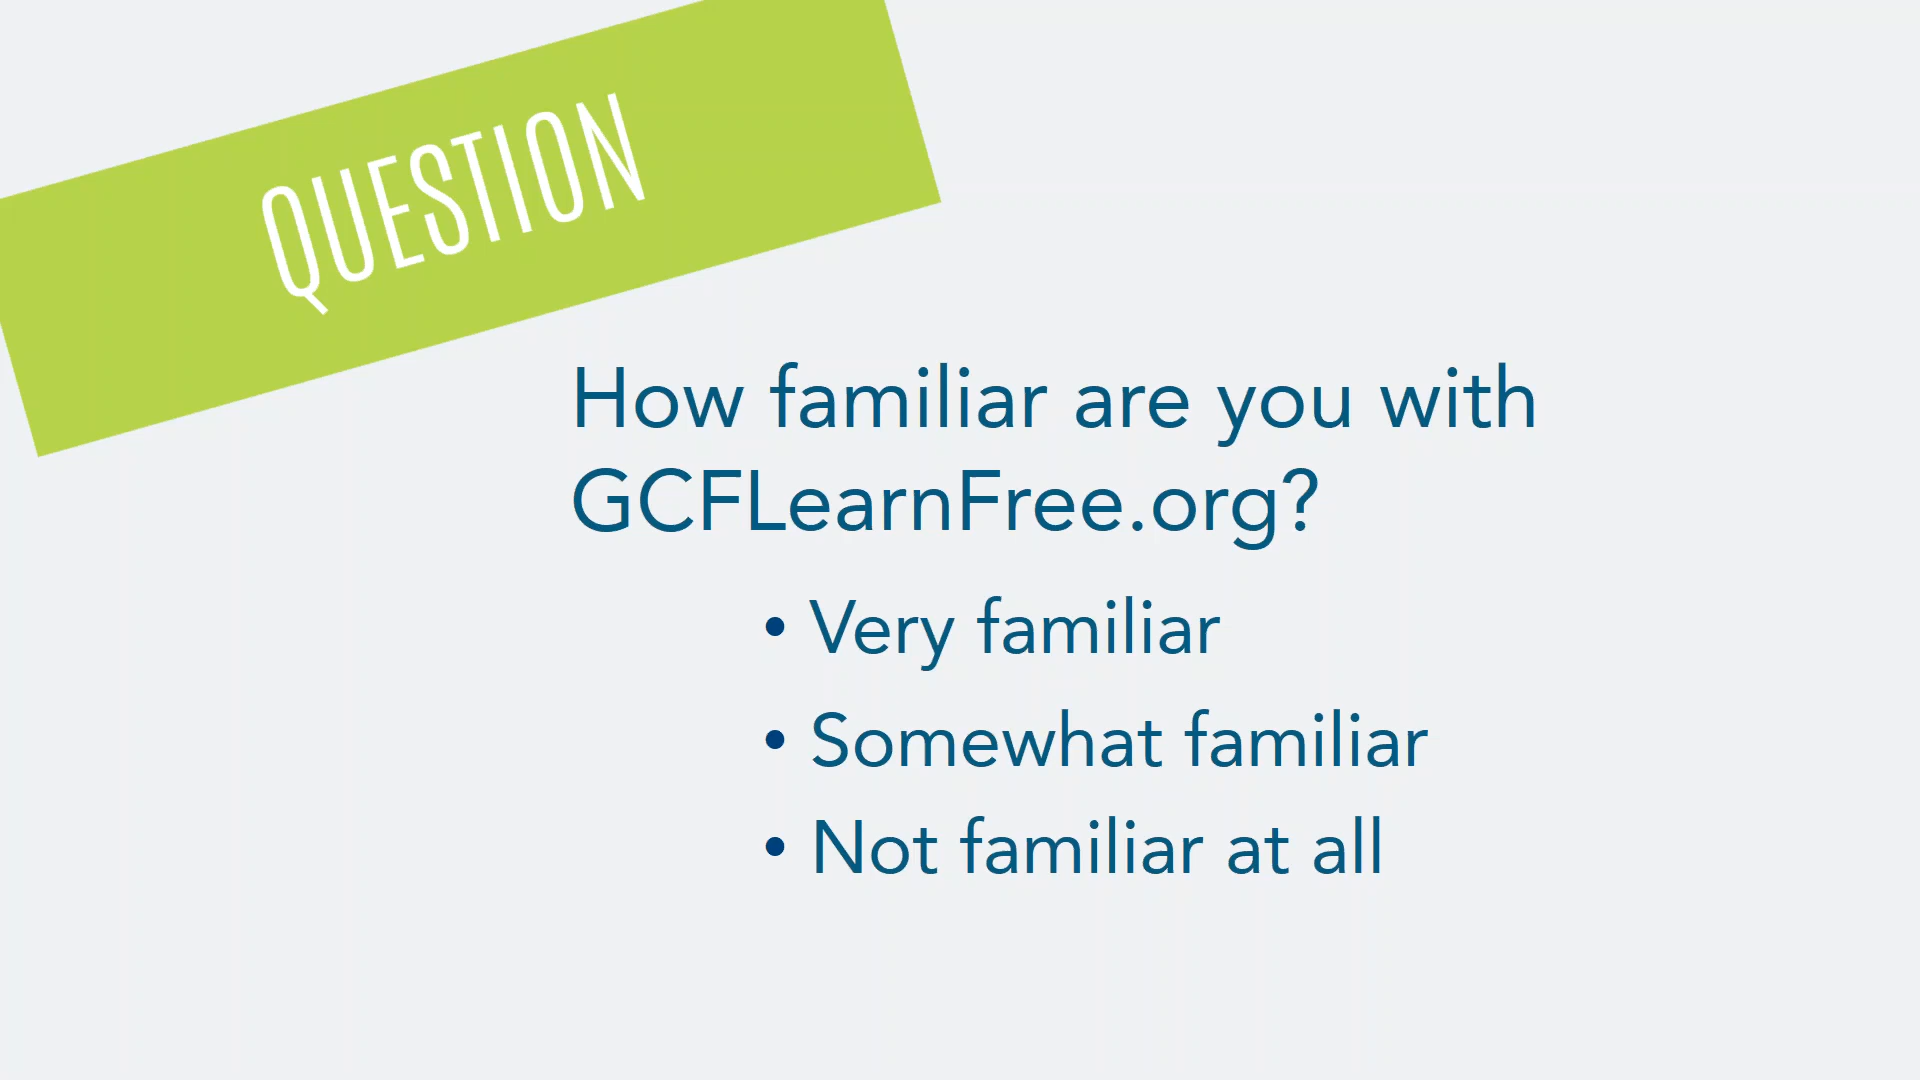 QUESTION
How familiar are you with
GCFLearnFree.org?
• Very familiar
• Somewhat familiar
• Not familiar at all